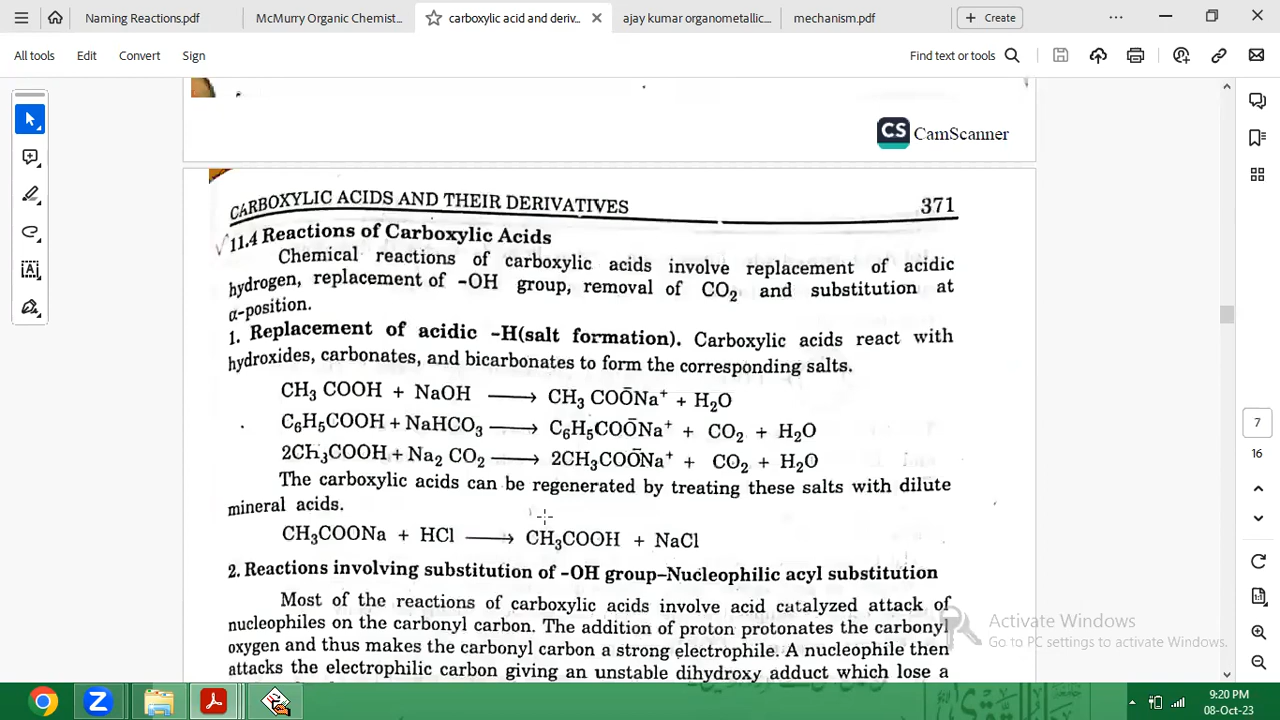 Naming Reactions.pdf
McMurry Organic Chemist...
carboxylic acid and deriv...
ajay kumar organometallic...
mechanism.pdf
Create
All tools
Edit
Convert
Sign
Find text or tools
CS CamScanner
CARBOXYLIC ACIDS AND THEIR DERIVATIVES 371
11.4 Reactions of Carboxylic Acids
Chemical reactions of carboxylic acids involve replacement of acidic
hydrogen, replacement of -OH group, removal of CO₂ and substitution at
α-position.
1. Replacement of acidic -H(salt formation). Carboxylic acids react with
hydroxides, carbonates, and bicarbonates to form the corresponding salts.
CH₃ COOH + NaOH ⟶ CH₃ COŌNa⁺ + H₂O
C₆H₅COOH + NaHCO₃ ⟶ C₆H₅COŌNa⁺ + CO₂ + H₂O
2CH₃COOH + Na₂ CO₂ ⟶ 2CH₃COŌNa⁺ + CO₂ + H₂O
The carboxylic acids can be regenerated by treating these salts with dilute
mineral acids.
CH₃COONa + HCl ⟶ CH₃COOH + NaCl
2. Reactions involving substitution of -OH group–Nucleophilic acyl substitution
Most of the reactions of carboxylic acids involve acid catalyzed attack of
nucleophiles on the carbonyl carbon. The addition of proton protonates the carbonyl
oxygen and thus makes the carbonyl carbon a strong electrophile. A nucleophile then
attacks the electrophilic carbon giving an unstable dihydroxy adduct which lose a
7
16
Activate Windows
Go to PC settings to activate Windows.
9:20 PM
08-Oct-23